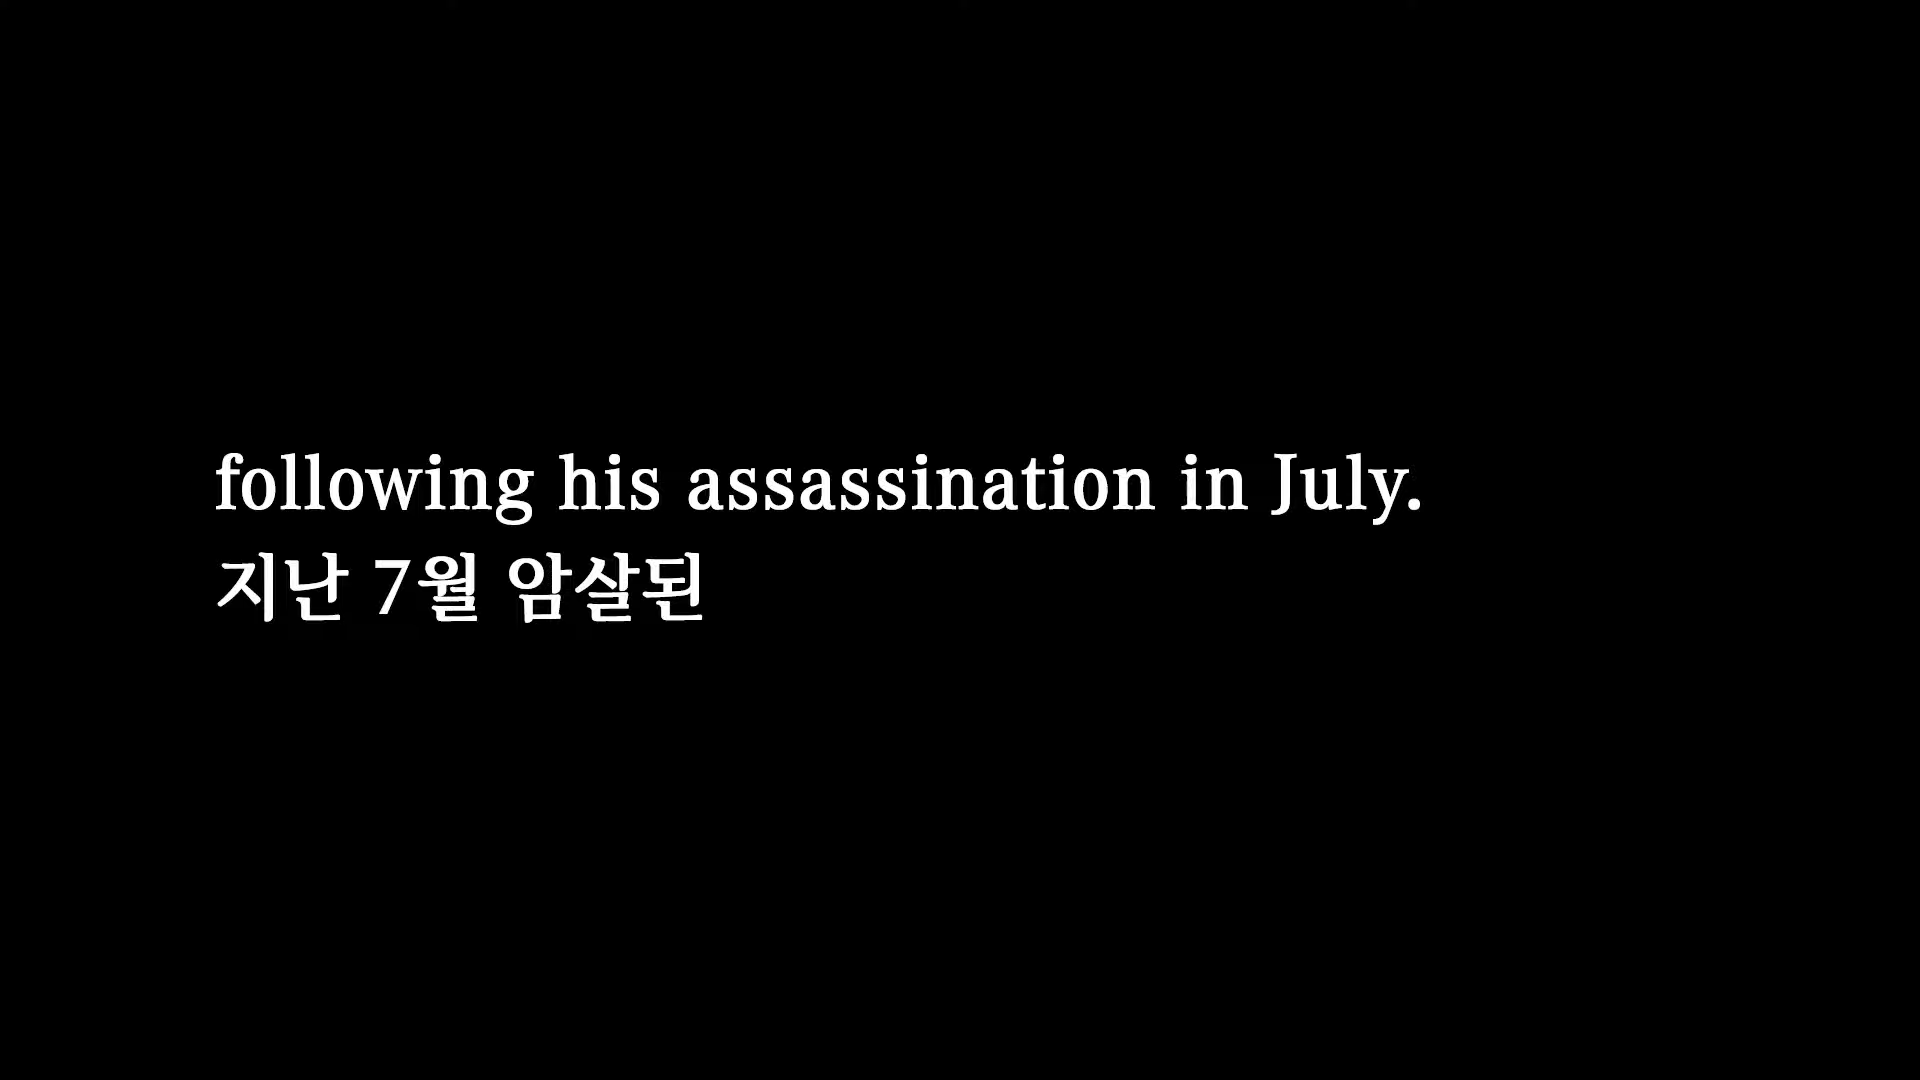 following his assassination in July.
지난 7월 암살된